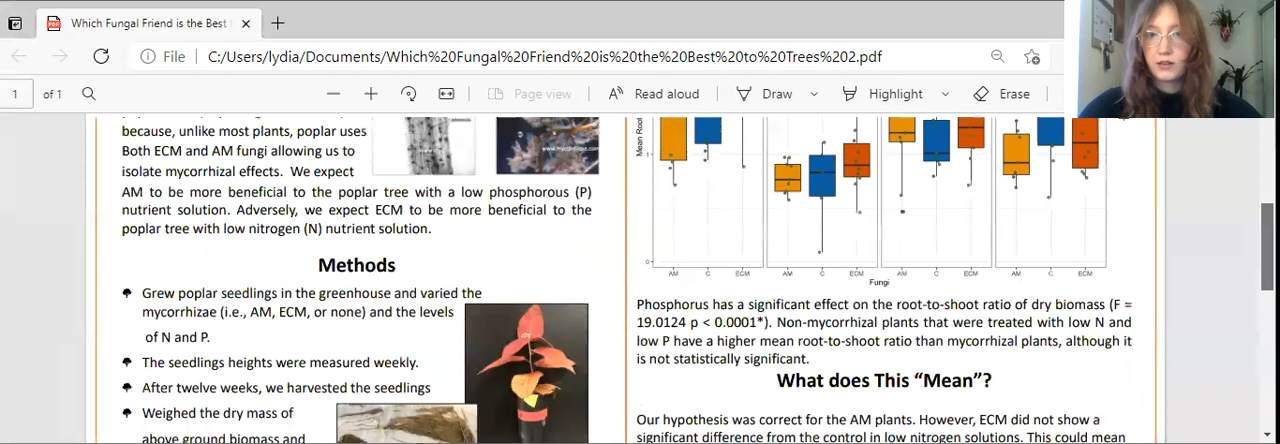 Which Fungal Friend is the Best
File C:/Users/lydia/Documents/Which%20Fungal%20Friend%20is%20the%20Best%20to%20Trees%202.pdf
1 of 1 Page view Read aloud Draw Highlight Erase
because, unlike most plants, poplar uses
Both ECM and AM fungi allowing us to
isolate mycorrhizal effects. We expect
AM to be more beneficial to the poplar tree with a low phosphorous (P)
nutrient solution. Adversely, we expect ECM to be more beneficial to the
poplar tree with low nitrogen (N) nutrient solution.
Methods
Grew poplar seedlings in the greenhouse and varied the
mycorrhizae (i.e., AM, ECM, or none) and the levels
of N and P.
The seedlings heights were measured weekly.
After twelve weeks, we harvested the seedlings
Weighed the dry mass of
above ground biomass and
Mean Root
1
0
AM C ECM AM C ECM AM C ECM AM C ECM
Fungi
Phosphorus has a significant effect on the root-to-shoot ratio of dry biomass (F =
19.0124 p < 0.0001*). Non-mycorrhizal plants that were treated with low N and
low P have a higher mean root-to-shoot ratio than mycorrhizal plants, although it
is not statistically significant.
What does This “Mean”?
Our hypothesis was correct for the AM plants. However, ECM did not show a
significant difference from the control in low nitrogen solutions. This could mean